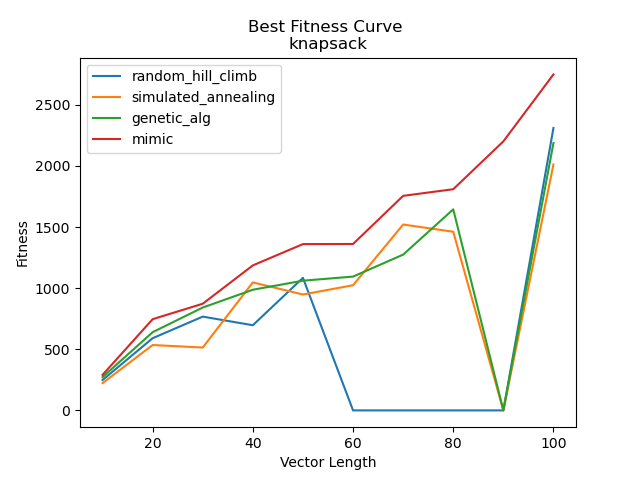 Best Fitness Curve
knapsack
random_hill_climb
simulated_annealing
genetic_alg
mimic
Fitness
2500
2000
1500
1000
500
0
20 40 60 80 100
Vector Length